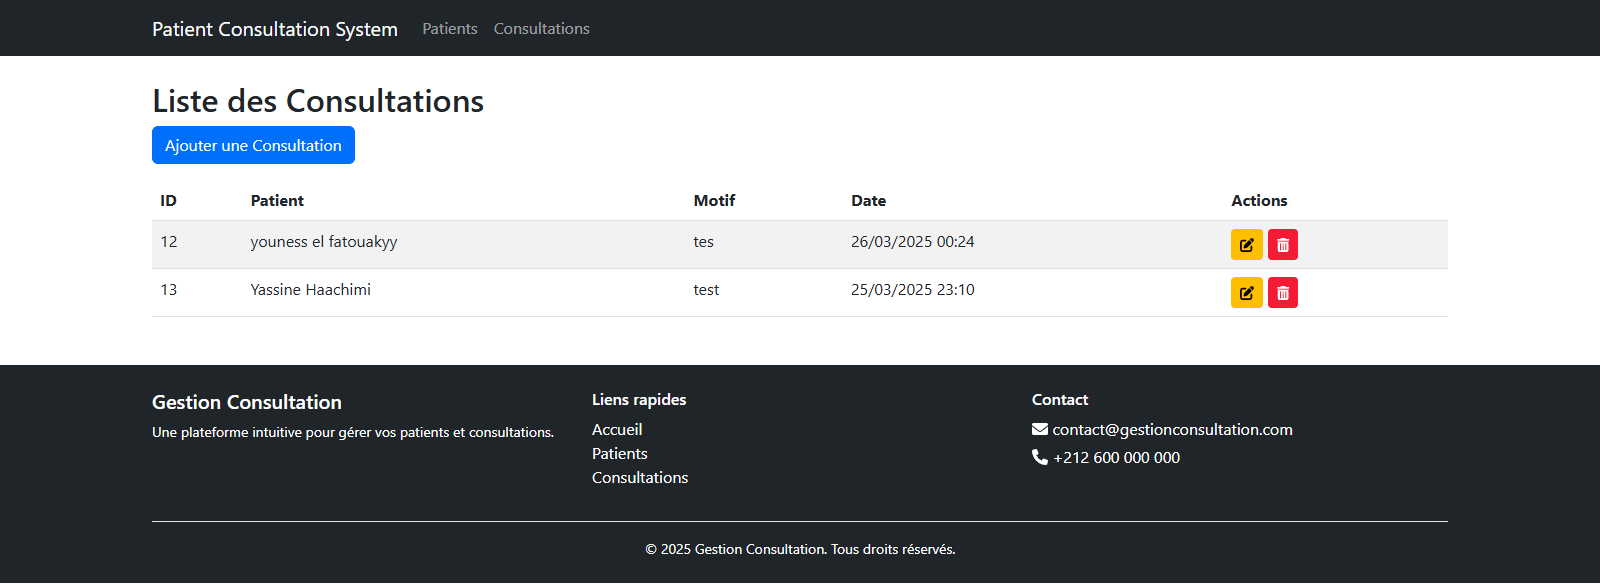 Patient Consultation System Patients Consultations
Liste des Consultations
Ajouter une Consultation
ID Patient Motif Date Actions
12 youness el fatouakyy tes 26/03/2025 00:24
13 Yassine Haachimi test 25/03/2025 23:10
Gestion Consultation
Une plateforme intuitive pour gérer vos patients et consultations.
Liens rapides
Accueil
Patients
Consultations
Contact
contact@gestionconsultation.com
+212 600 000 000
© 2025 Gestion Consultation. Tous droits réservés.